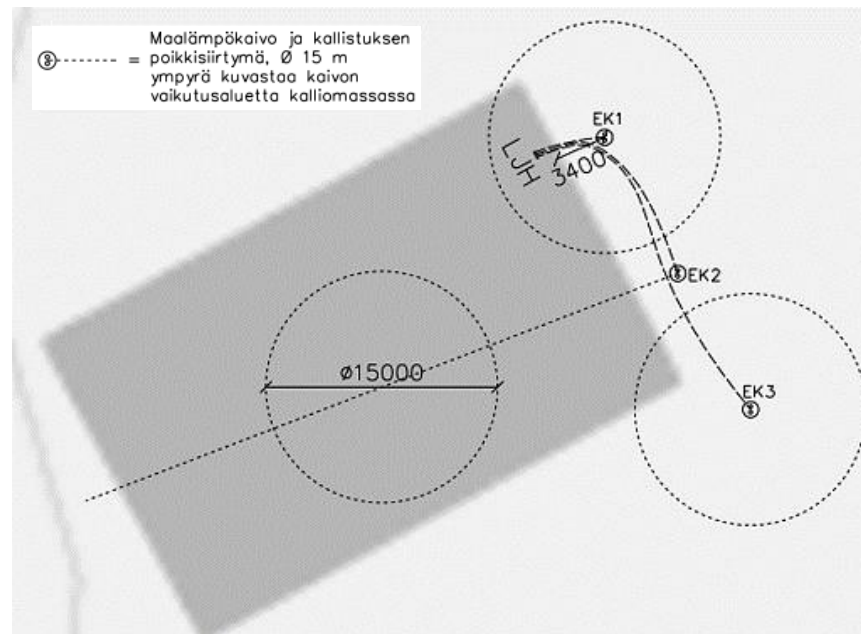 Maalämpökaivo ja kallistuksen
= poikkisiirtymä, Ø 15 m
ympyrä kuvastaa kaivon
vaikutusaluetta kalliomassassa
EK1
LJH
3400
EK2
Ø15000
EK3